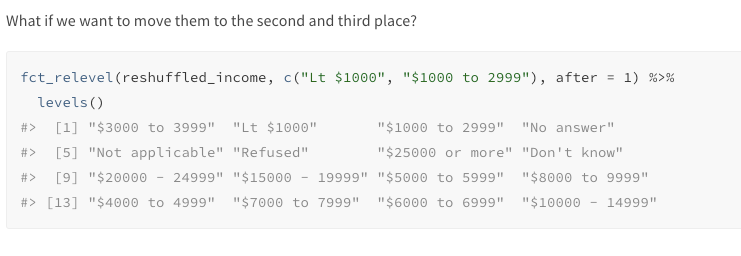 What if we want to move them to the second and third place?
fct_relevel(reshuffled_income, c("Lt $1000", "$1000 to 2999"), after = 1) %>%
  levels()
#>  [1] "$3000 to 3999"  "Lt $1000"       "$1000 to 2999"  "No answer"
#>  [5] "Not applicable" "Refused"        "$25000 or more" "Don't know"
#>  [9] "$20000 - 24999" "$15000 - 19999" "$5000 to 5999"  "$8000 to 9999"
#> [13] "$4000 to 4999"  "$7000 to 7999"  "$6000 to 6999"  "$10000 - 14999"